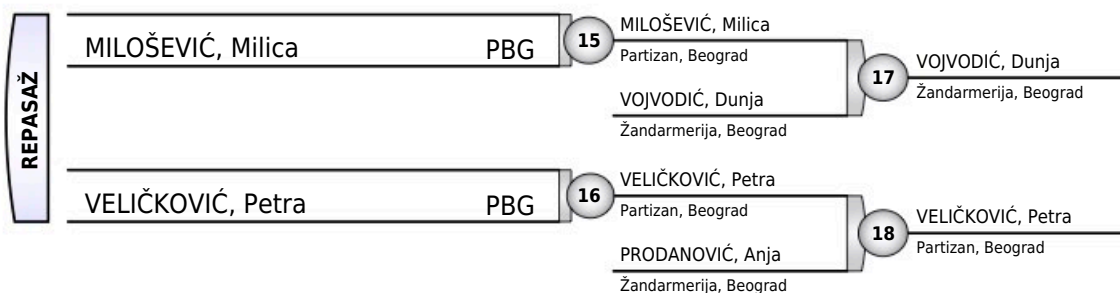 REPASAŽ
MILOŠEVIĆ, Milica PBG
15
MILOŠEVIĆ, Milica
Partizan, Beograd
VOJVODIĆ, Dunja
Žandarmerija, Beograd
17
VOJVODIĆ, Dunja
Žandarmerija, Beograd
VELIČKOVIĆ, Petra PBG
16
VELIČKOVIĆ, Petra
Partizan, Beograd
PRODANOVIĆ, Anja
Žandarmerija, Beograd
18
VELIČKOVIĆ, Petra
Partizan, Beograd